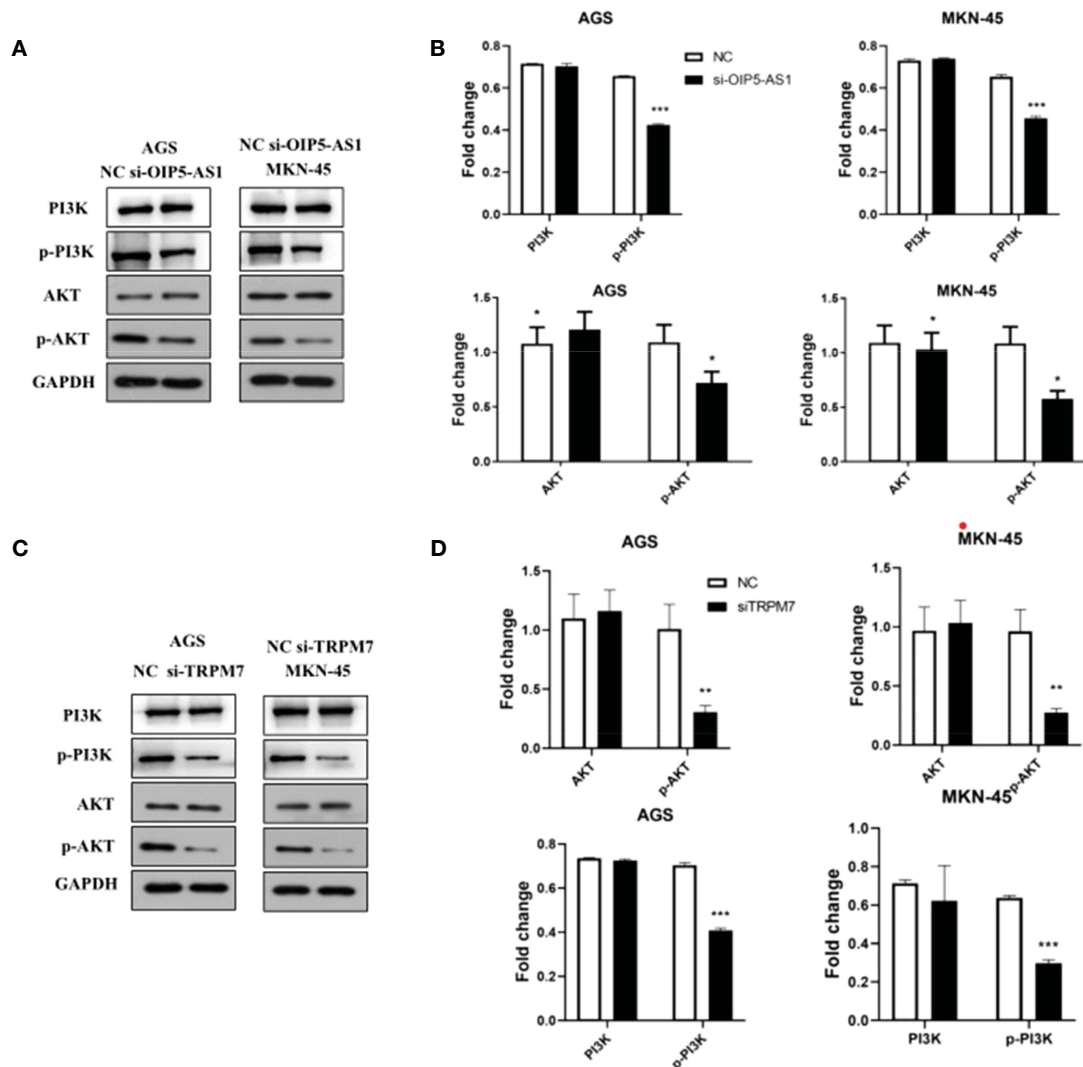 A
AGS
NC si-OIP5-AS1
NC si-OIP5-AS1
MKN-45
PI3K
p-PI3K
AKT
p-AKT
GAPDH
B
AGS
Fold change
0.8
0.6
0.4
0.2
0.0
***
PI3K
p-PI3K
NC
si-OIP5-AS1
MKN-45
Fold change
0.8
0.6
0.4
0.2
0.0
***
PI3K
p-PI3K
AGS
Fold change
1.5
1.0
0.5
0.0
*
*
AKT
p-AKT
MKN-45
Fold change
1.5
1.0
0.5
0.0
*
*
AKT
p-AKT
C
AGS
NC si-TRPM7
NC si-TRPM7
MKN-45
PI3K
p-PI3K
AKT
p-AKT
GAPDH
D
AGS
Fold change
1.5
1.0
0.5
0.0
**
AKT
p-AKT
NC
siTRPM7
MKN-45
Fold change
1.5
1.0
0.5
0.0
**
AKT
p-AKT
AGS
Fold change
0.8
0.6
0.4
0.2
0.0
***
PI3K
p-PI3K
MKN-45
Fold change
1.0
0.8
0.6
0.4
0.2
0.0
***
PI3K
p-PI3K